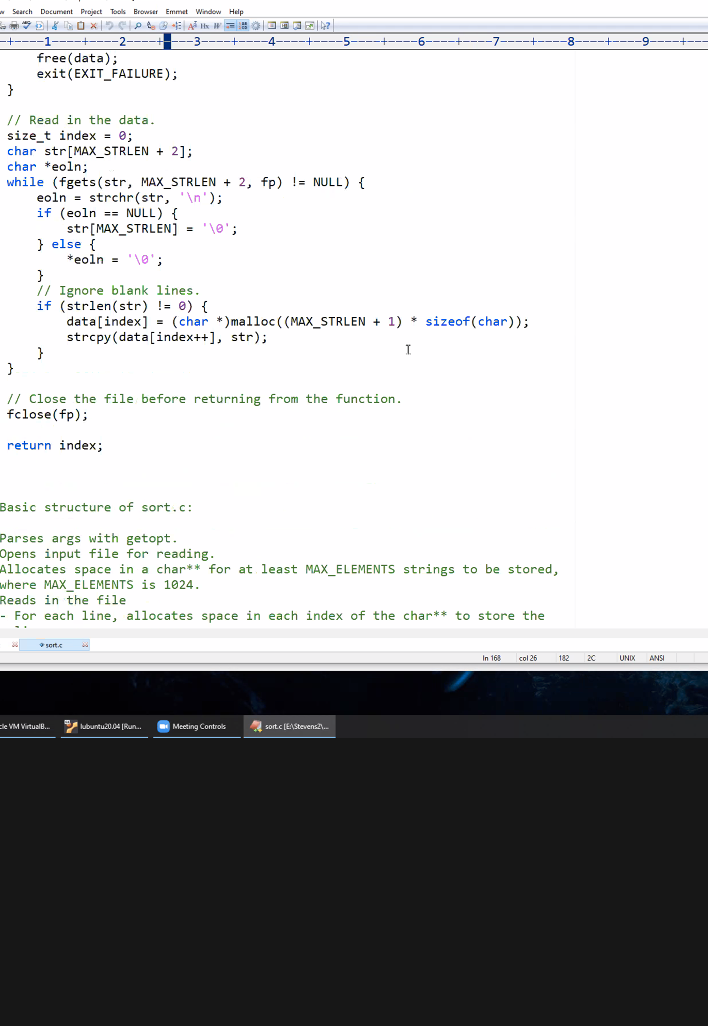 w Search Document Project Tools Browser Emmet Window Help
1 2 3 4 5 6 7 8 9
free(data);
exit(EXIT_FAILURE);
}
// Read in the data.
size_t index = 0;
char str[MAX_STRLEN + 2];
char *eoln;
while (fgets(str, MAX_STRLEN + 2, fp) != NULL) {
eoln = strchr(str, '\n');
if (eoln == NULL) {
str[MAX_STRLEN] = '\0';
} else {
*eoln = '\0';
}
// Ignore blank lines.
if (strlen(str) != 0) {
data[index] = (char *)malloc((MAX_STRLEN + 1) * sizeof(char));
strcpy(data[index++], str);
}
}
// Close the file before returning from the function.
fclose(fp);
return index;
Basic structure of sort.c:
Parses args with getopt.
Opens input file for reading.
Allocates space in a char** for at least MAX_ELEMENTS strings to be stored,
where MAX_ELEMENTS is 1024.
Reads in the file
- For each line, allocates space in each index of the char** to store the
sort.c
ln 168 col 26 182 2C UNIX ANSI
cle VM VirtualB... lubuntu20.04 [Run... Meeting Controls sort.c [E:\Stevens2\...